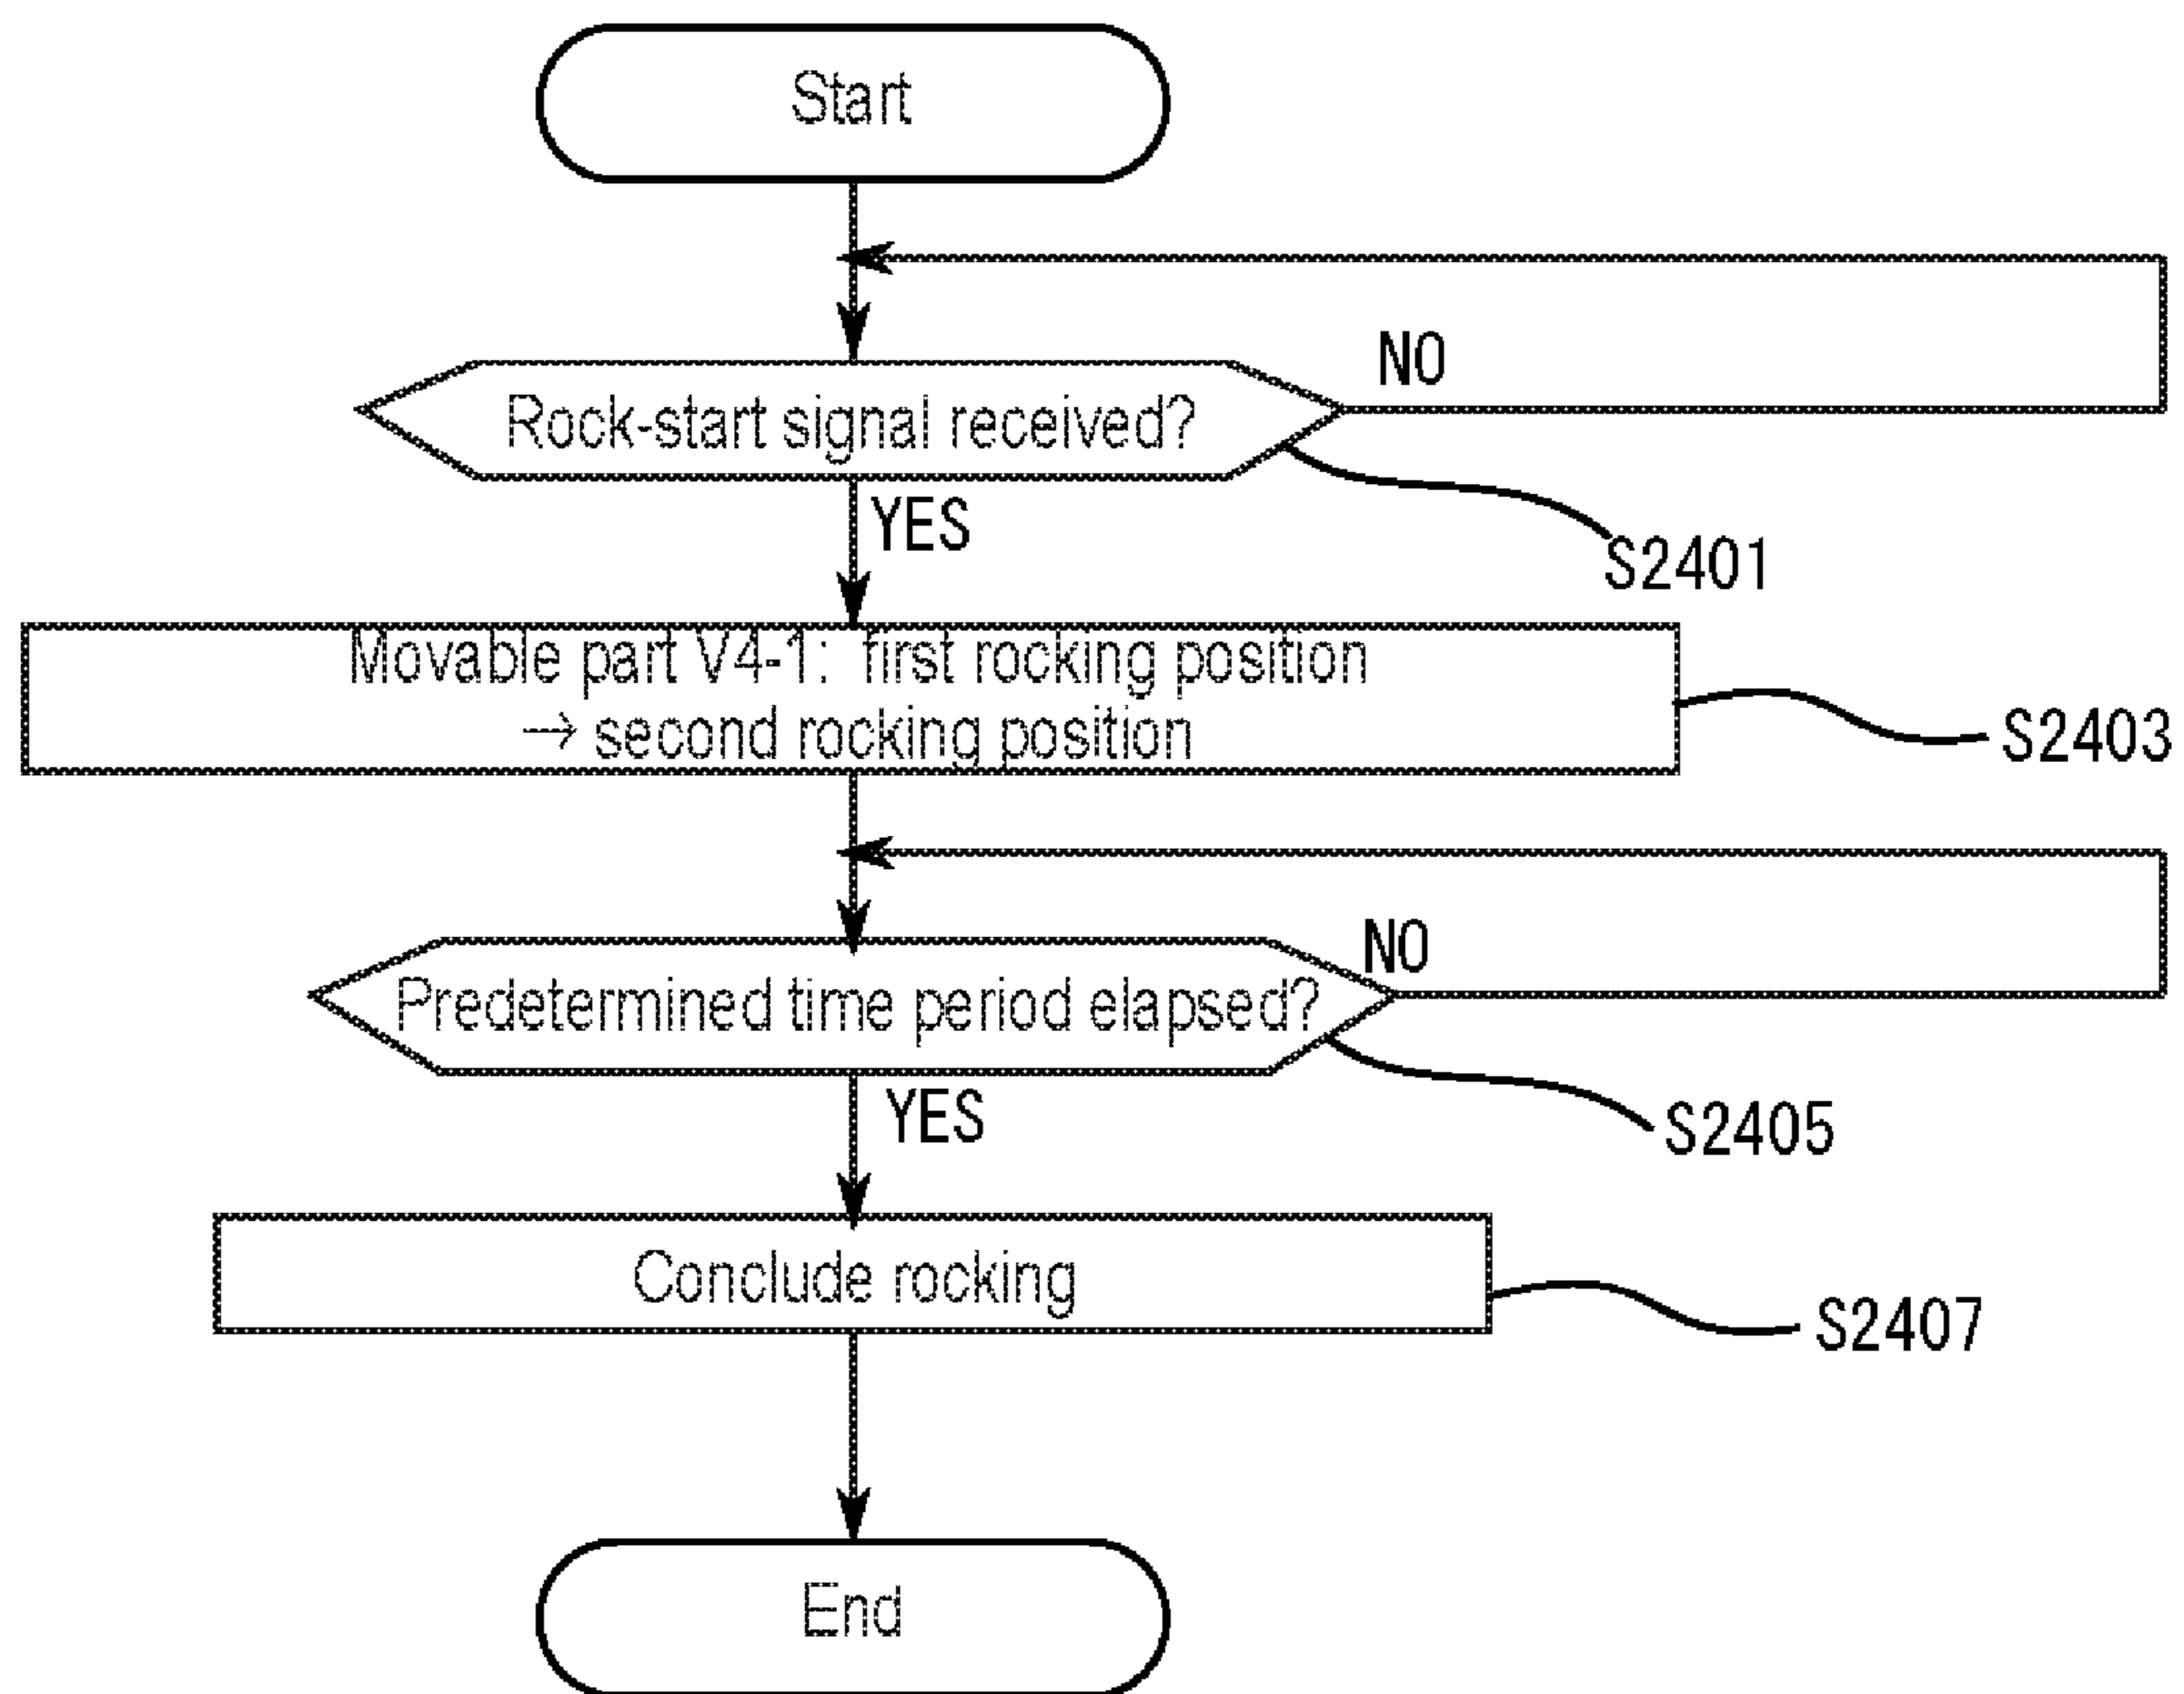 Start
NO
Rock-start signal received?
YES
S2401
Movable part V4-1: first rocking position
→ second rocking position
S2403
NO
Predetermined time period elapsed?
YES
S2405
Conclude rocking
S2407
End